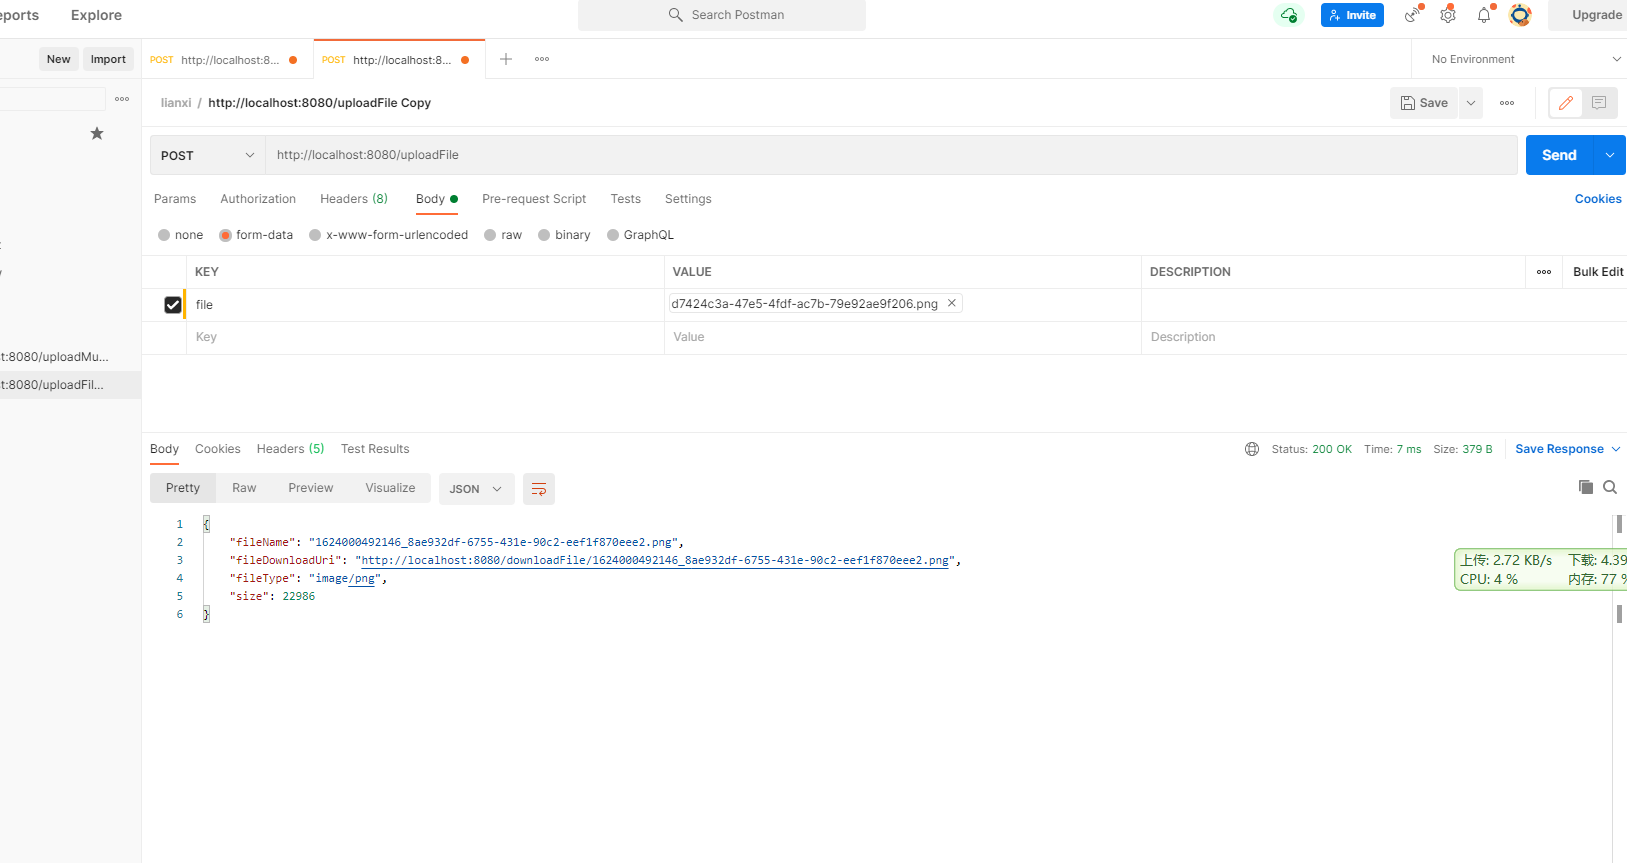 eports Explore Search Postman Invite Upgrade
New Import POST http://localhost:8... POST http://localhost:8... No Environment
lianxi / http://localhost:8080/uploadFile Copy Save
POST http://localhost:8080/uploadFile Send
Params Authorization Headers (8) Body Pre-request Script Tests Settings Cookies
none form-data x-www-form-urlencoded raw binary GraphQL
KEY VALUE DESCRIPTION Bulk Edit
file d7424c3a-47e5-4fdf-ac7b-79e92ae9f206.png
Key Value Description
t:8080/uploadMu...
t:8080/uploadFil...
Body Cookies Headers (5) Test Results Status: 200 OK Time: 7 ms Size: 379 B Save Response
Pretty Raw Preview Visualize JSON
1 {
2 "fileName": "1624000492146_8ae932df-6755-431e-90c2-eef1f870eee2.png",
3 "fileDownloadUri": "http://localhost:8080/downloadFile/1624000492146_8ae932df-6755-431e-90c2-eef1f870eee2.png",
4 "fileType": "image/png",
5 "size": 22986
6 }
上传: 2.72 KB/s 下载: 4.39
CPU: 4 % 内存: 77 %